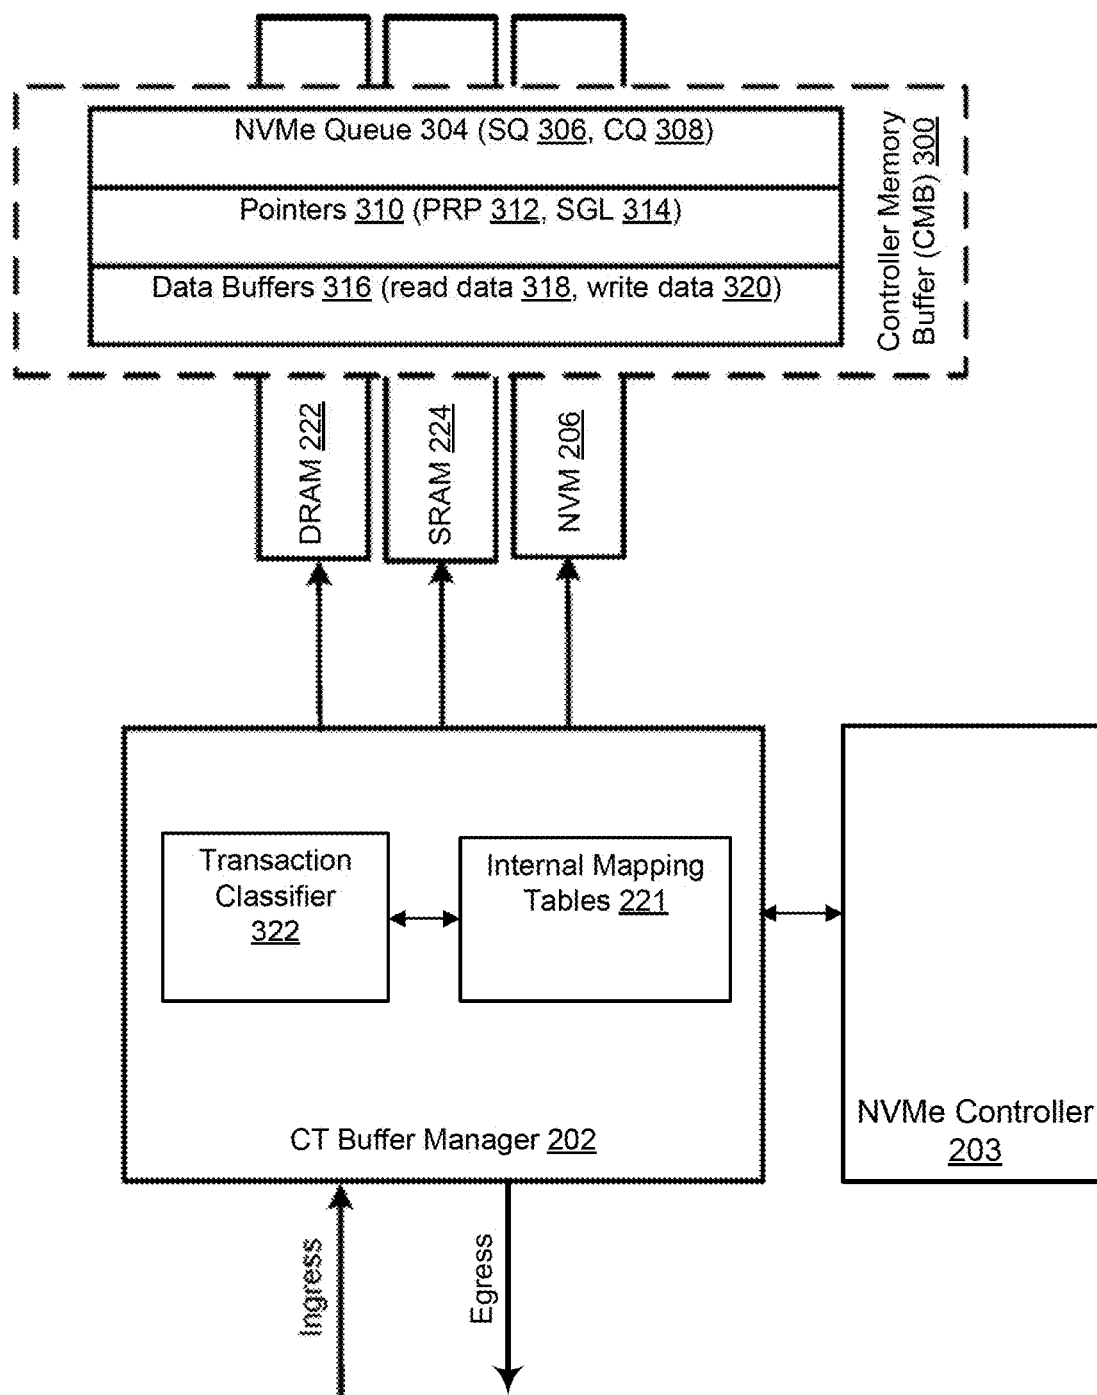 NVMe Queue 304 (SQ 306, CQ 308)
Pointers 310 (PRP 312, SGL 314)
Data Buffers 316 (read data 318, write data 320)
Controller Memory
Buffer (CMB) 300
DRAM 222
SRAM 224
NVM 206
Transaction
Classifier
322
Internal Mapping
Tables 221
CT Buffer Manager 202
NVMe Controller
203
Ingress
Egress